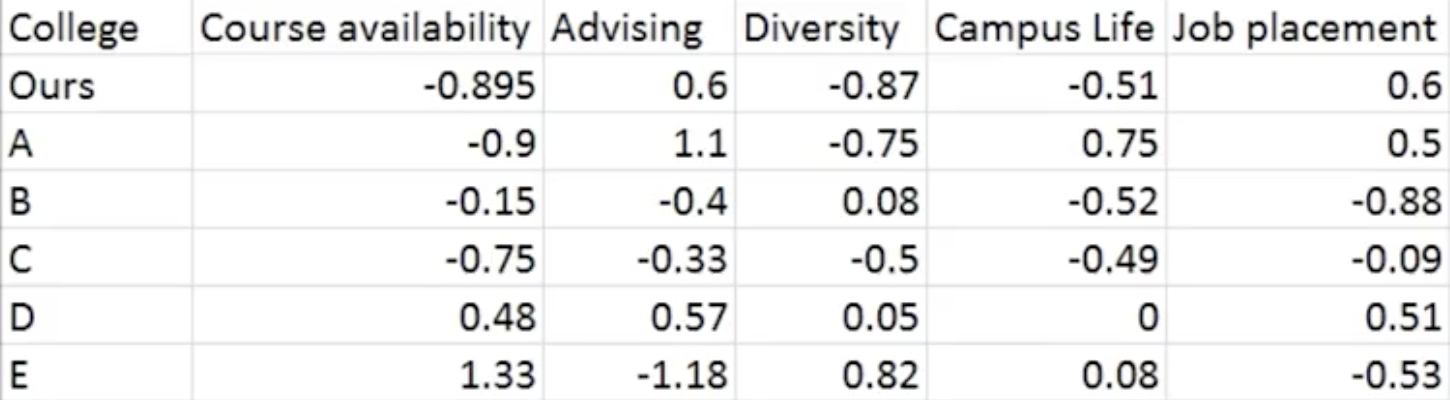 College Course availability Advising Diversity Campus Life Job placement
Ours -0.895 0.6 -0.87 -0.51 0.6
A -0.9 1.1 -0.75 0.75 0.5
B -0.15 -0.4 0.08 -0.52 -0.88
C -0.75 -0.33 -0.5 -0.49 -0.09
D 0.48 0.57 0.05 0 0.51
E 1.33 -1.18 0.82 0.08 -0.53